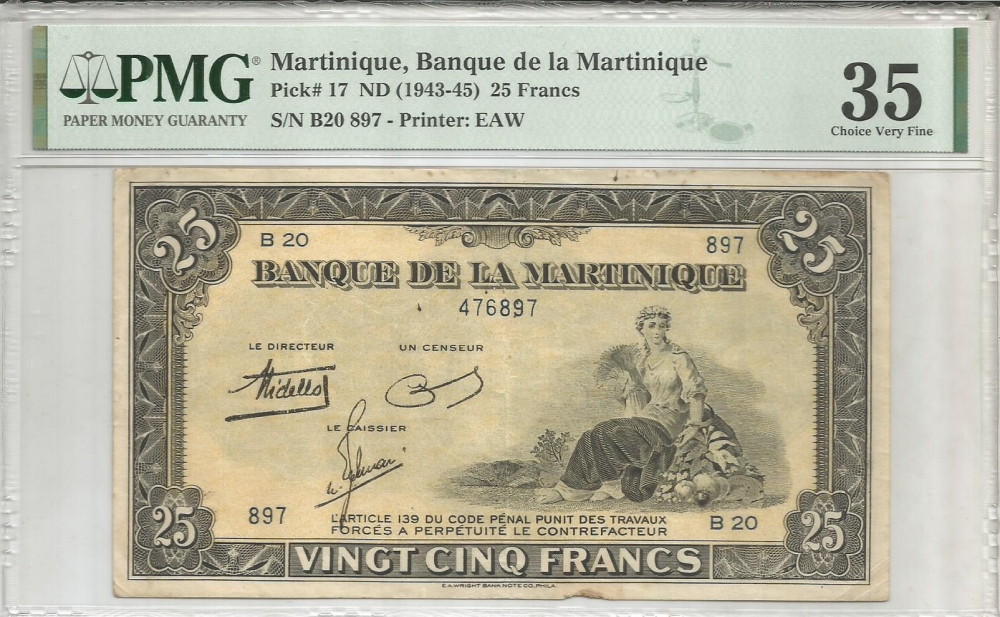 PMG®
PAPER MONEY GUARANTY
Martinique, Banque de la Martinique
Pick# 17 ND (1943-45) 25 Francs
S/N B20 897 - Printer: EAW
35
Choice Very Fine
25
25
B 20
897
BANQUE DE LA MARTINIQUE
476897
LE DIRECTEUR
UN CENSEUR
LE CAISSIER
897
B 20
L'ARTICLE 139 DU CODE PÉNAL PUNIT DES TRAVAUX
FORCÉS A PERPÉTUITÉ LE CONTREFACTEUR
25
25
VINGT CINQ FRANCS
E.A.WRIGHT BANK NOTE CO. PHILA.